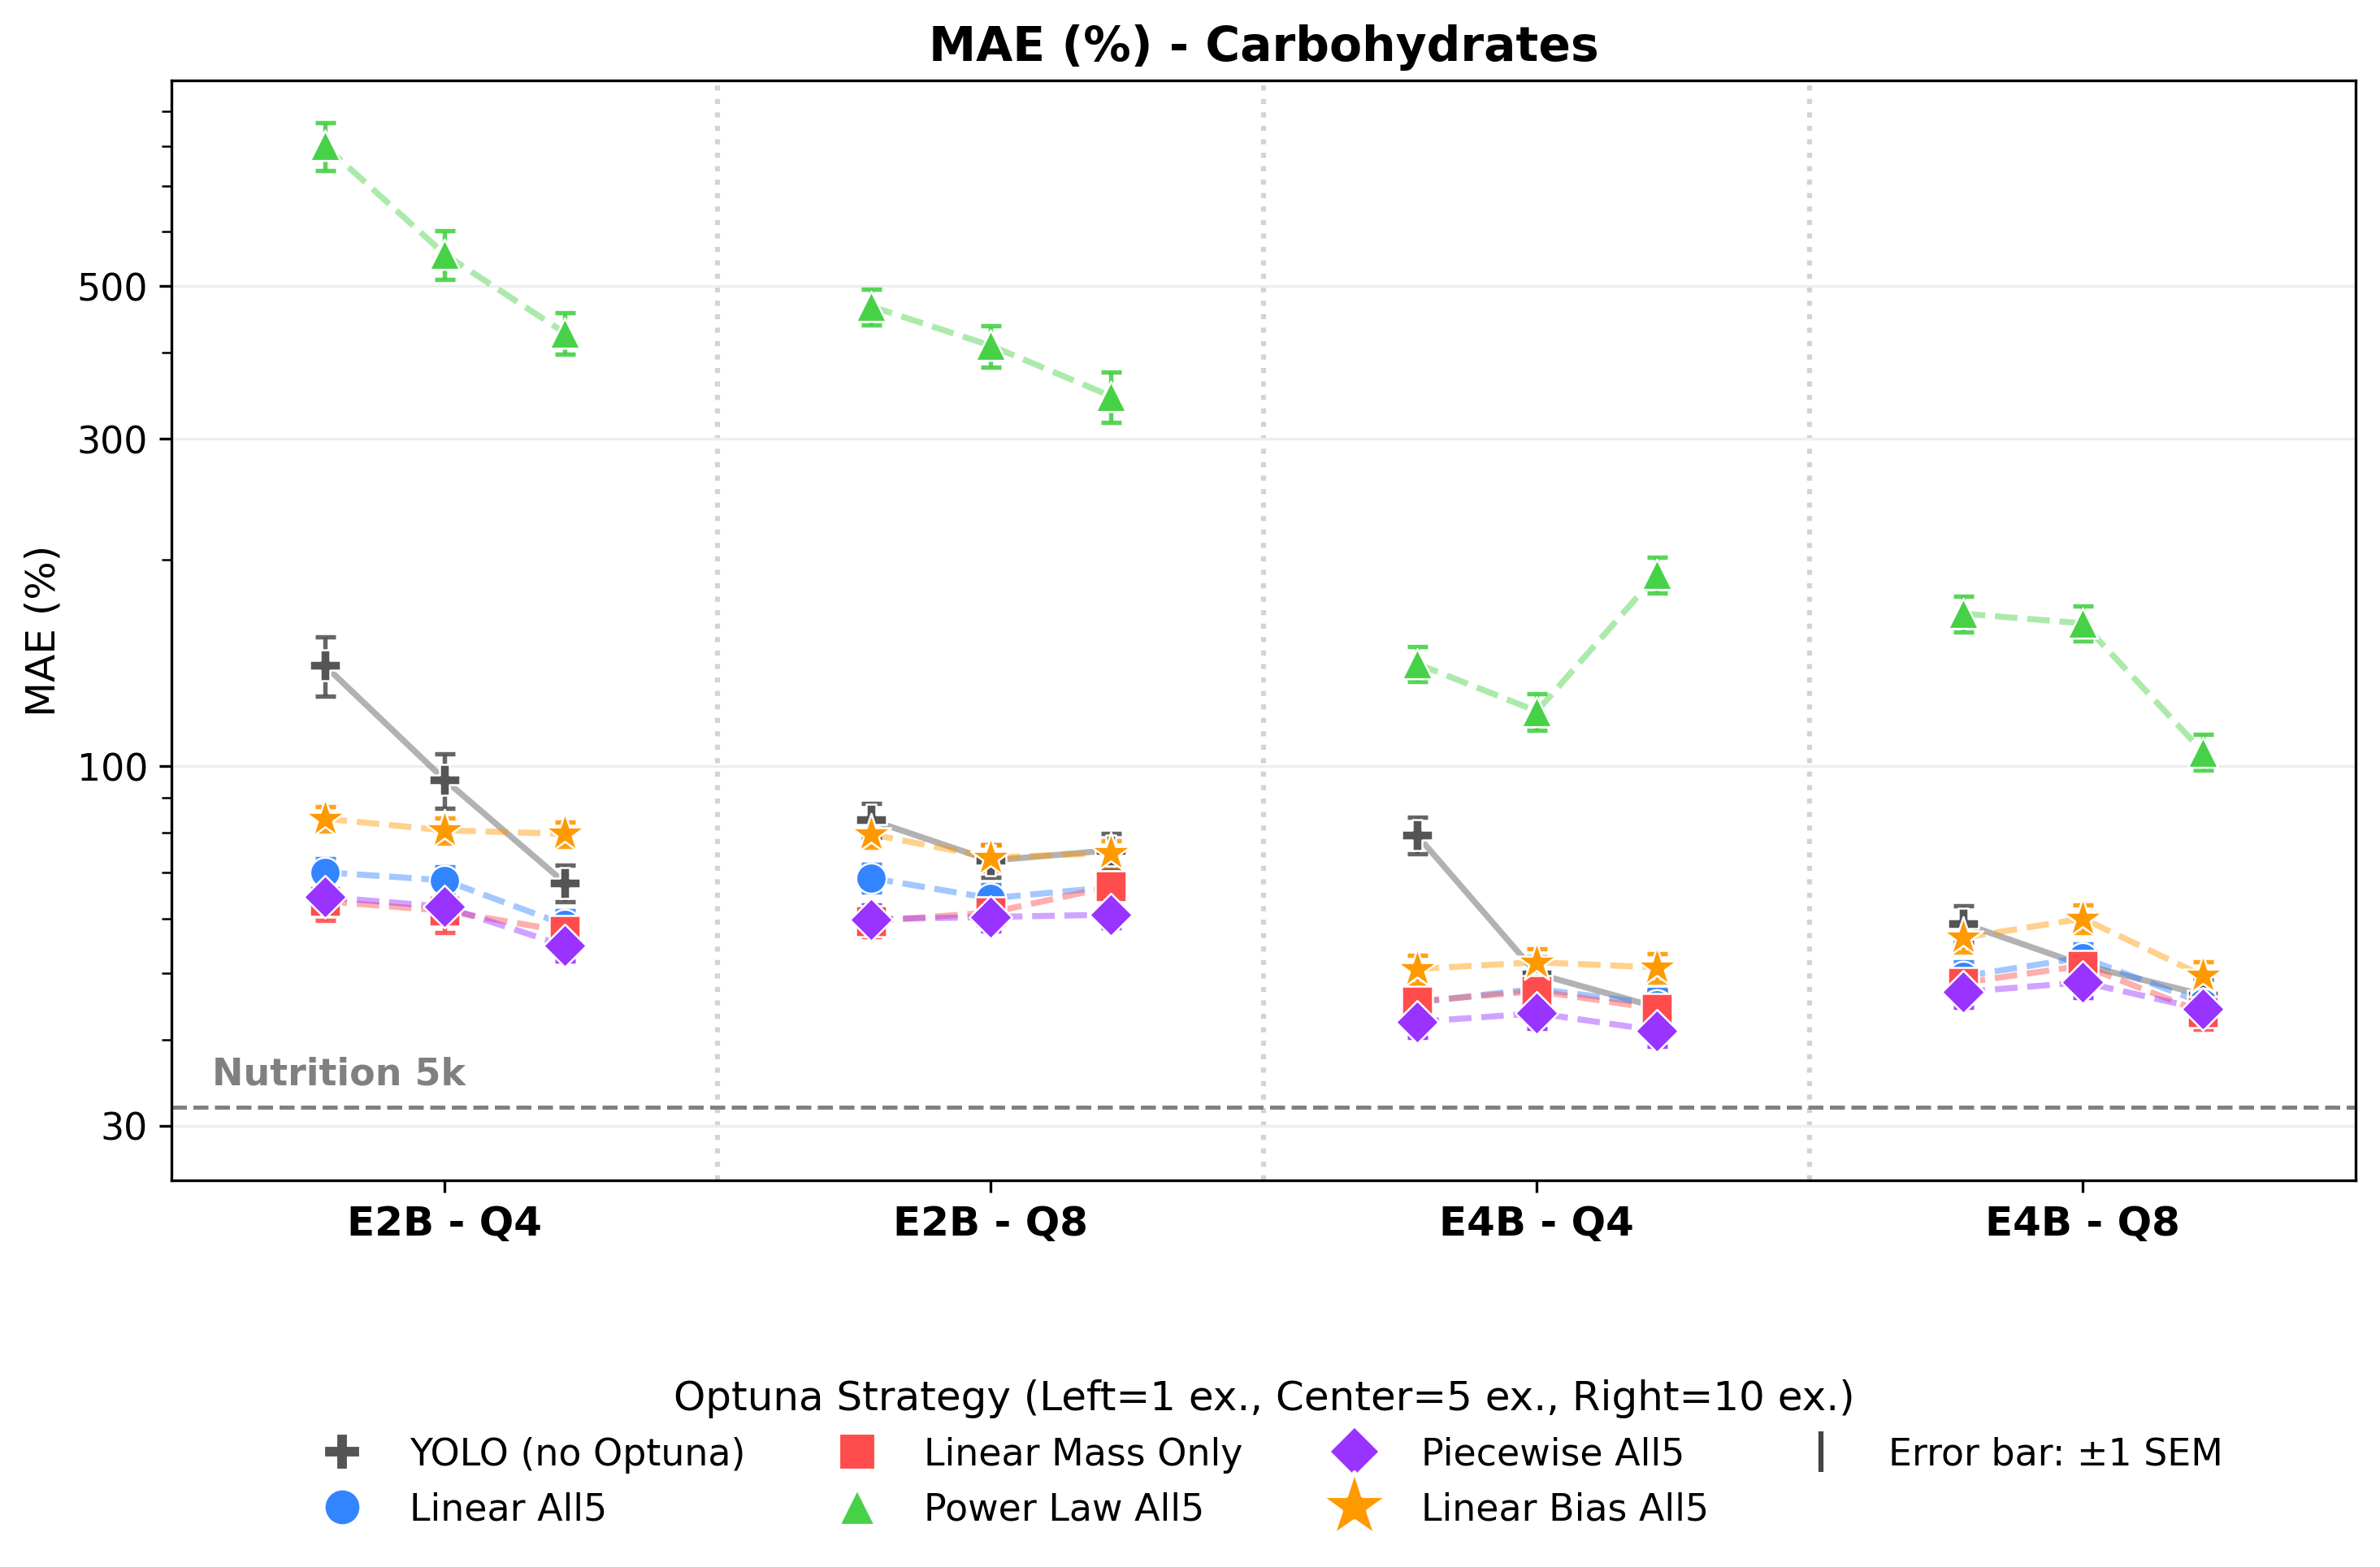 MAE (%) - Carbohydrates
MAE (%)
500
300
100
30
Nutrition 5k
E2B - Q4
E2B - Q8
E4B - Q4
E4B - Q8
Optuna Strategy (Left=1 ex., Center=5 ex., Right=10 ex.)
YOLO (no Optuna)
Linear All5
Linear Mass Only
Power Law All5
Piecewise All5
Linear Bias All5
Error bar: ±1 SEM